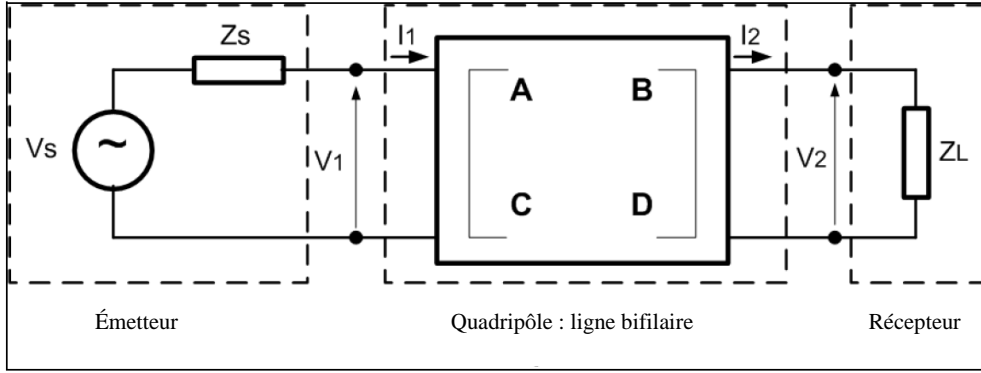 Zs
I1
I2
A B
Vs
~
V1
V2
ZL
C D
Émetteur
Quadripôle : ligne bifilaire
Récepteur